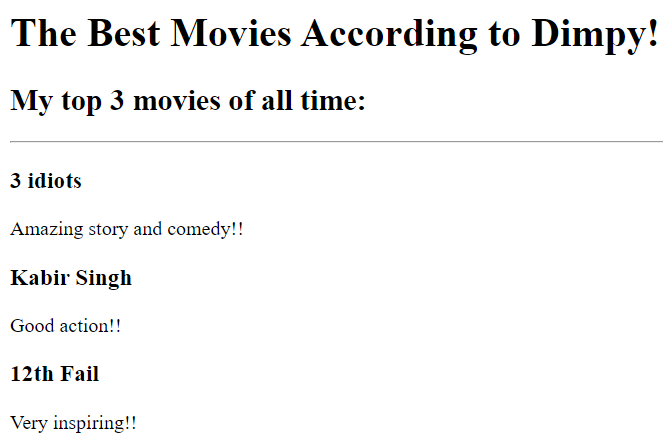 The Best Movies According to Dimpy!
My top 3 movies of all time:
3 idiots
Amazing story and comedy!!
Kabir Singh
Good action!!
12th Fail
Very inspiring!!